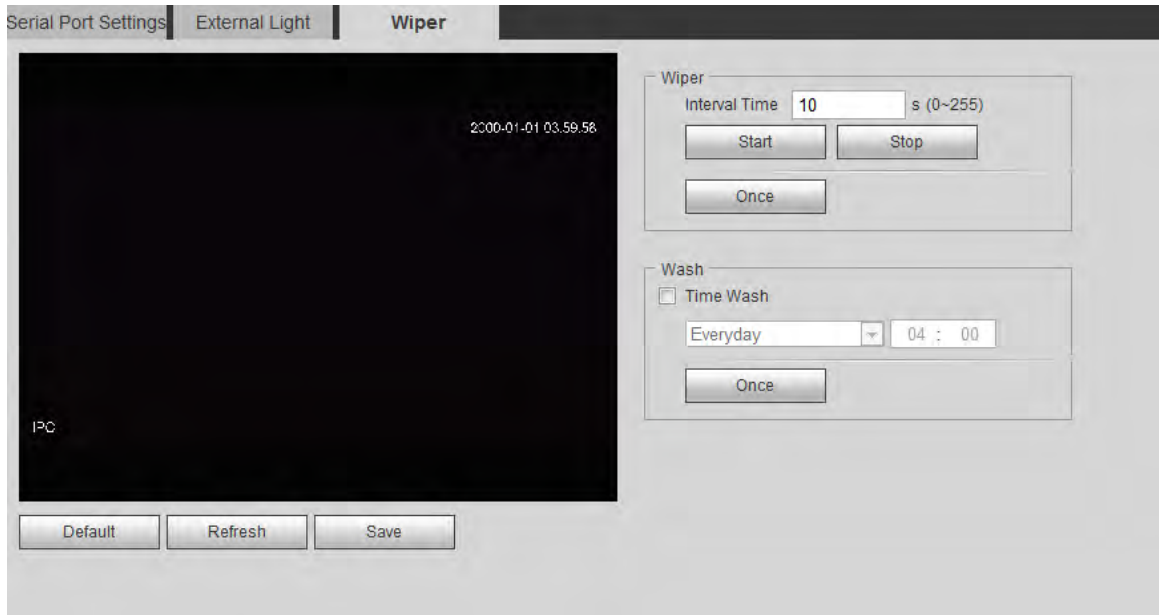 Serial Port Settings External Light Wiper
2000-01-01 03.59.58
IPC
Default Refresh Save
Wiper
Interval Time 10 s (0~255)
Start Stop
Once
Wash
Time Wash
Everyday 04 : 00
Once